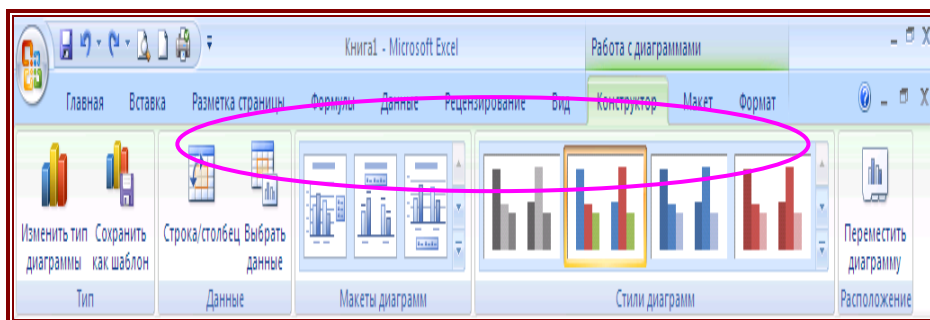 Книга1 - Microsoft Excel
Работа с диаграммами
Главная Вставка Разметка страницы Формулы Данные Рецензирование Вид Конструктор Макет Формат
Изменить тип диаграммы
Сохранить как шаблон
Строка/столбец
Выбрать данные
Переместить диаграмму
Тип
Данные
Макеты диаграмм
Стили диаграмм
Расположение